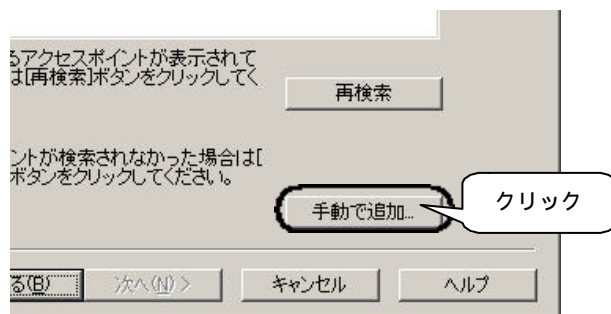 るアクセスポイントが表示されて
は[再検索]ボタンをクリックしてく
再検索
ントが検索されなかった場合は[
ボタンをクリックしてください。
手動で追加...
クリック
る(B)
次へ(N) >
キャンセル
ヘルプ